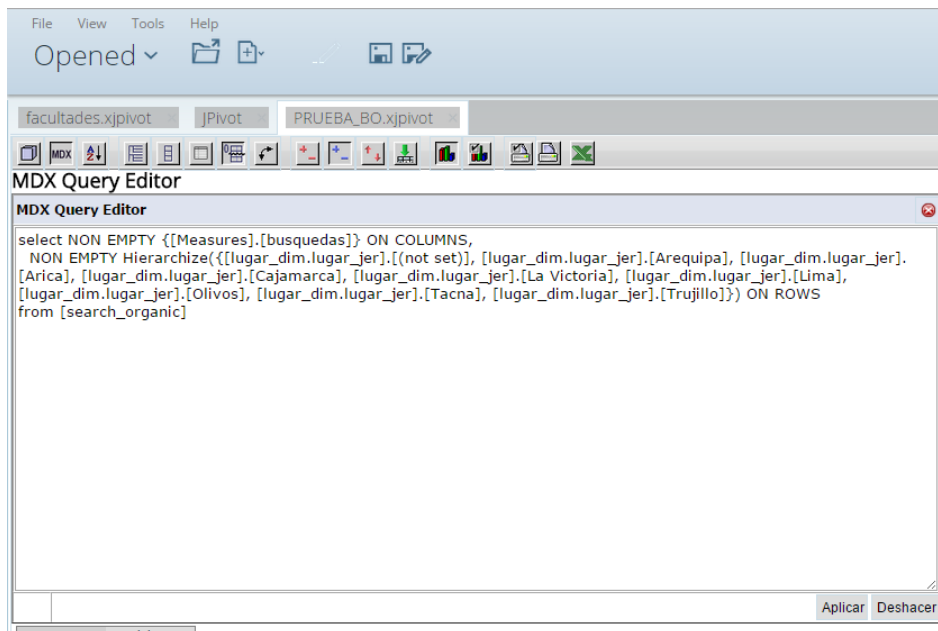 File View Tools Help
Opened
facultades.xjpivot JPivot PRUEBA_BO.xjpivot
MDX
MDX Query Editor
MDX Query Editor
select NON EMPTY {[Measures].[busquedas]} ON COLUMNS,
NON EMPTY Hierarchize({[lugar_dim.lugar_jer].[(not set)], [lugar_dim.lugar_jer].[Arequipa], [lugar_dim.lugar_jer].
[Arica], [lugar_dim.lugar_jer].[Cajamarca], [lugar_dim.lugar_jer].[La Victoria], [lugar_dim.lugar_jer].[Lima],
[lugar_dim.lugar_jer].[Olivos], [lugar_dim.lugar_jer].[Tacna], [lugar_dim.lugar_jer].[Trujillo]}) ON ROWS
from [search_organic]
Aplicar Deshacer